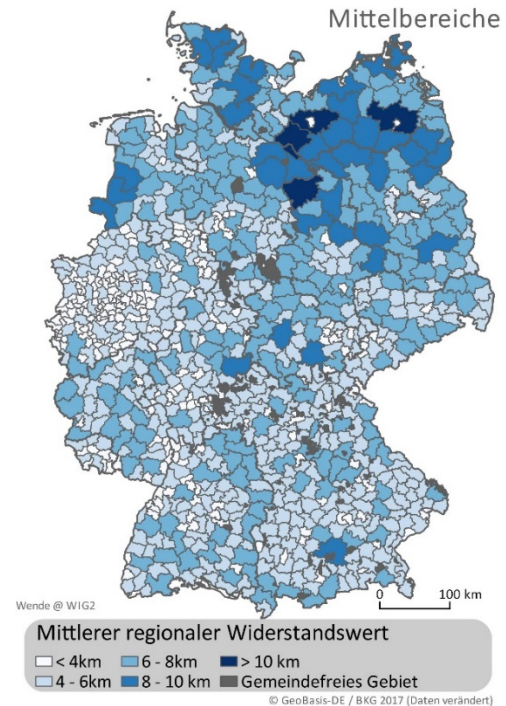 Mittelbereiche
Wende @ WIG2
0 100 km
Mittlerer regionaler Widerstandswert
< 4km 6 - 8km > 10 km
4 - 6km 8 - 10 km Gemeindefreies Gebiet
© GeoBasis-DE / BKG 2017 (Daten verändert)